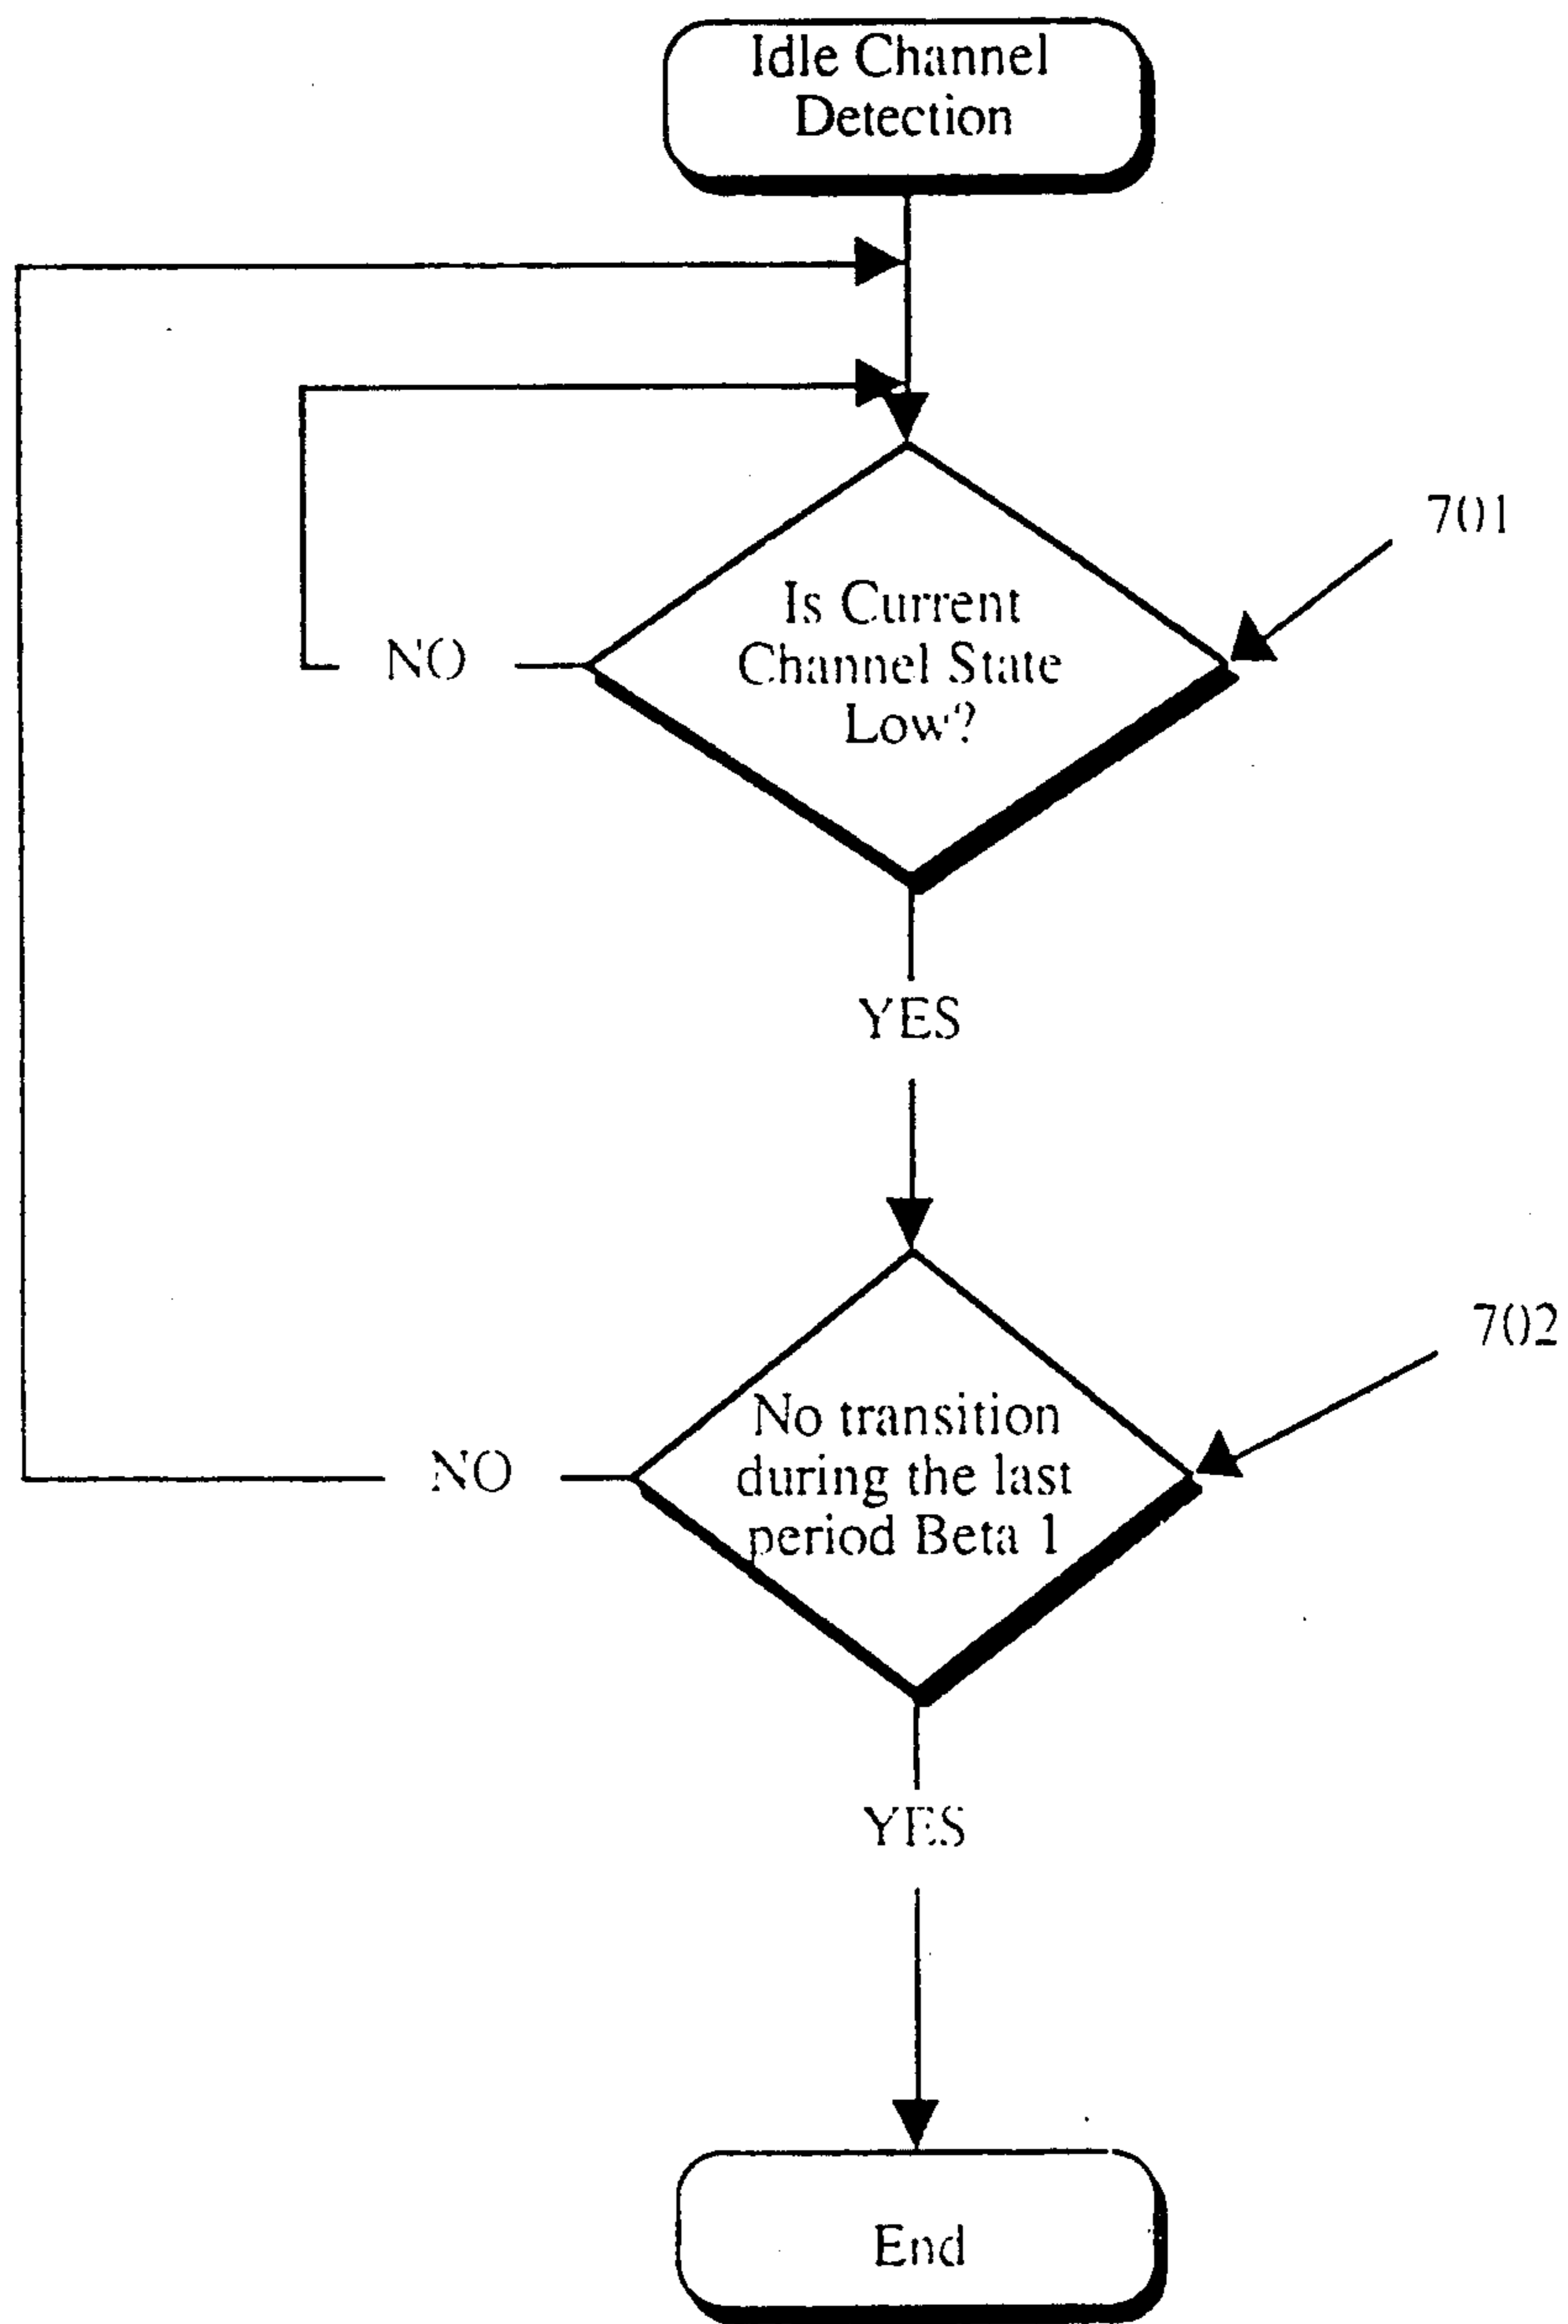 Idle Channel
Detection
701
Is Current
Channel State
Low?
NO
YES
702
No transition
during the last
period Beta 1
NO
YES
End